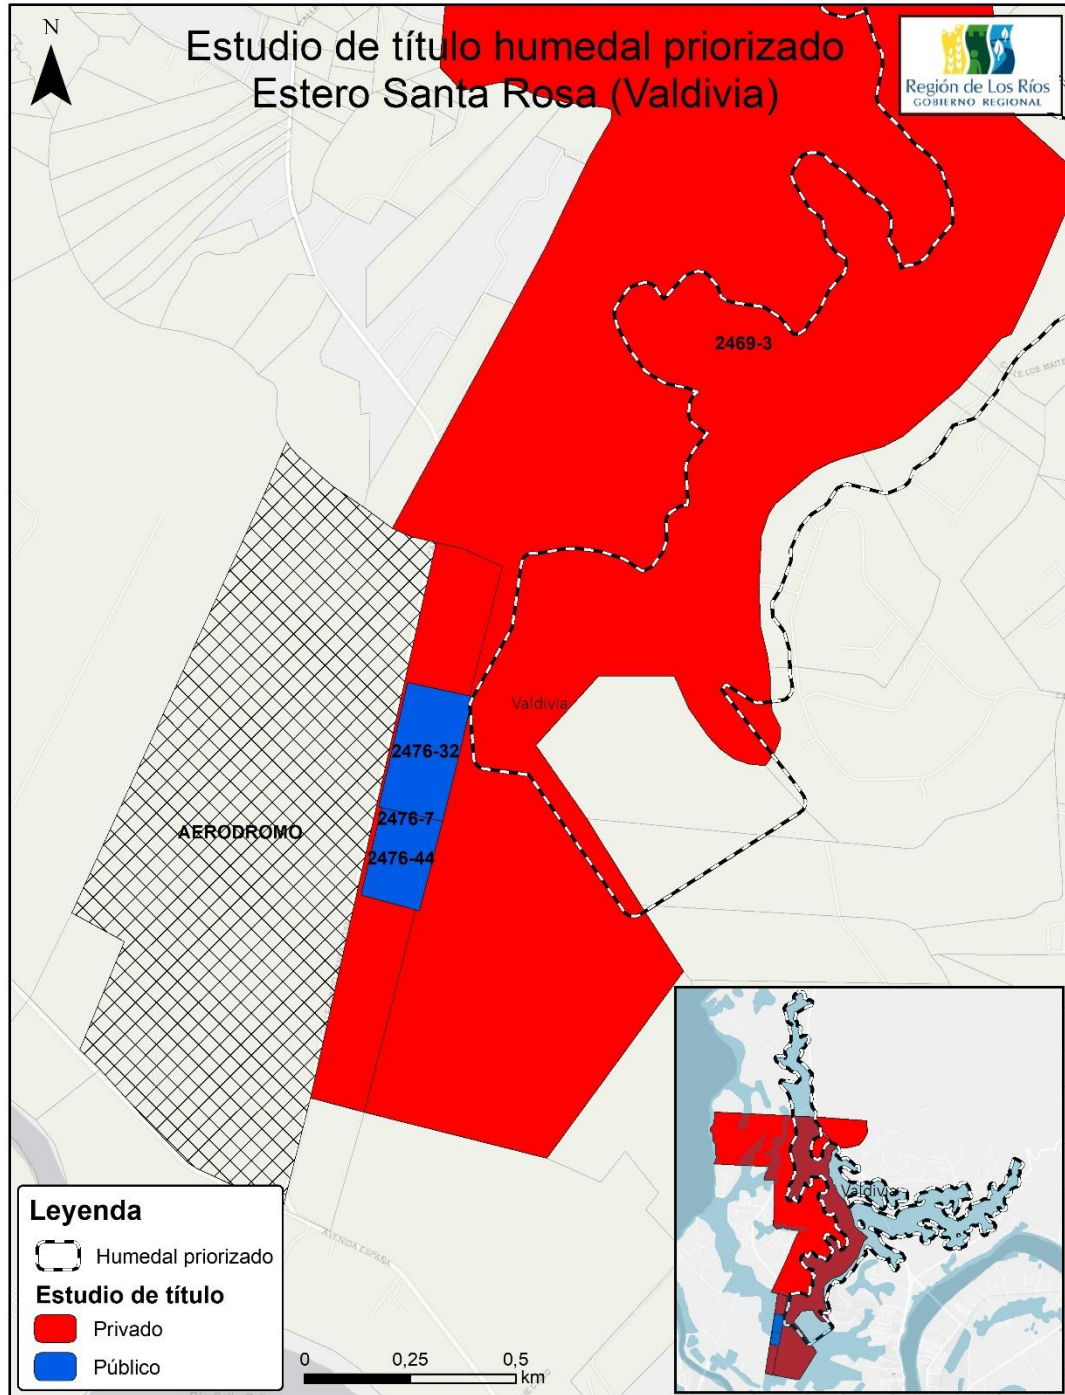 N
Estudio de título humedal priorizado
Estero Santa Rosa (Valdivia)
Región de Los Ríos
GOBIERNO REGIONAL
2469-3
Valdivia
2476-32
2476-7
2476-44
AERODROMO
AVENIDA ESPAÑA
Valdivia
Leyenda
Humedal priorizado
Estudio de título
Privado
Público
0
0,25
0,5
km